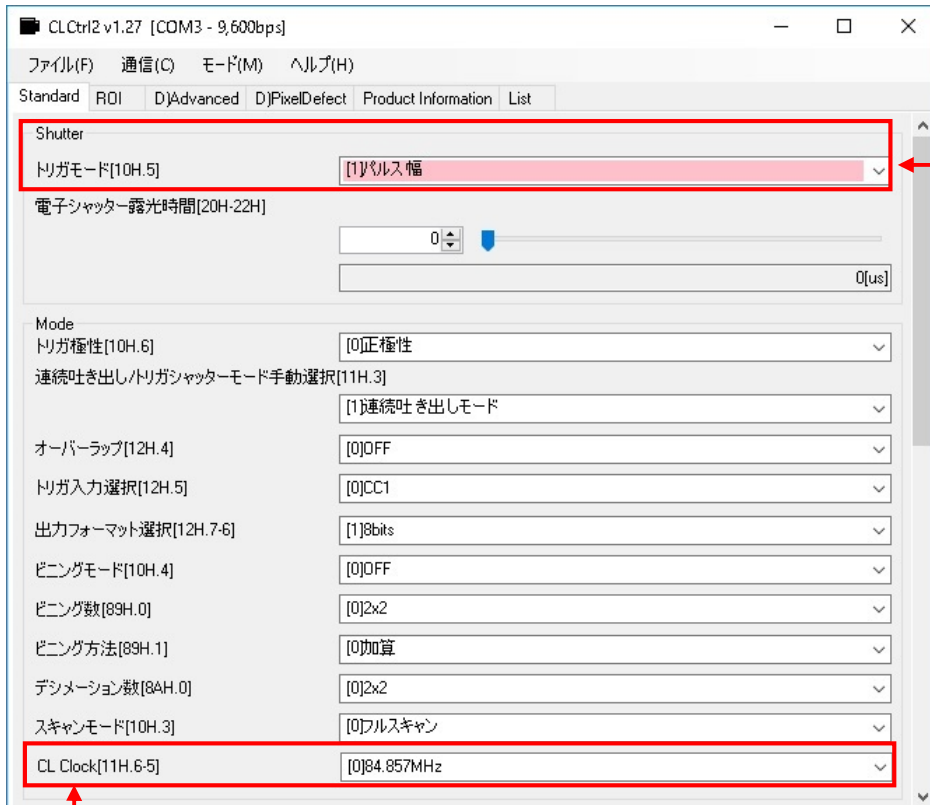 CLCtrl2 v1.27 [COM3 - 9,600bps]
ファイル(F) 通信(C) モード(M) ヘルプ(H)
Standard ROI D)Advanced D)PixelDefect Product Information List
Shutter
トリガモード[10H.5] [1]パルス幅
電子シャッター露光時間[20H-22H]
0
0[us]
Mode
トリガ極性[10H.6] [0]正極性
連続吐き出し/トリガシャッターモード手動選択[11H.3]
[1]連続吐き出しモード
オーバーラップ[12H.4] [0]OFF
トリガ入力選択[12H.5] [0]CC1
出力フォーマット選択[12H.7-6] [1]8bits
ビニングモード[10H.4] [0]OFF
ビニング数[89H.0] [0]2x2
ビニング方法[89H.1] [0]加算
デシメーション数[8AH.0] [0]2x2
スキャンモード[10H.3] [0]フルスキャン
CL Clock[11H.6-5] [0]84.857MHz